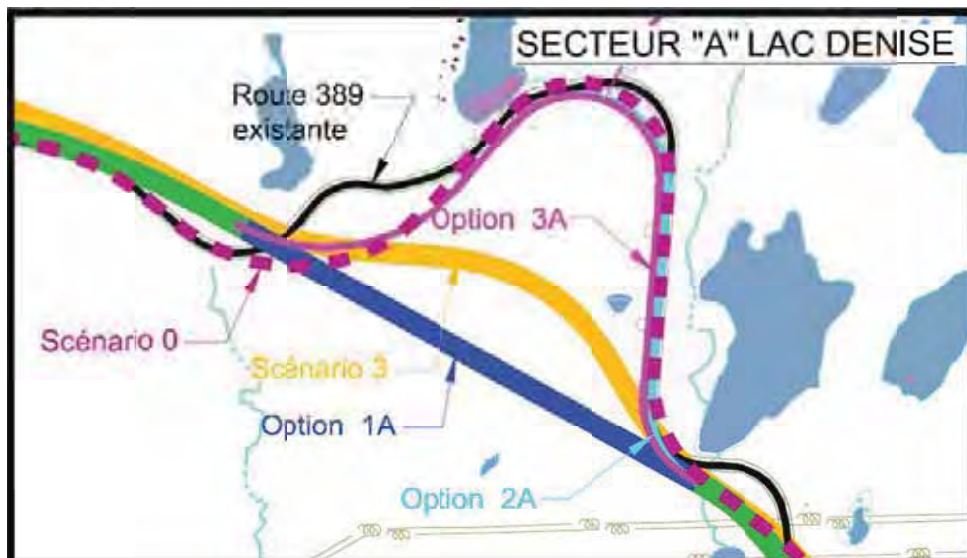 SECTEUR "A" LAC DENISE
Route 389
existante
Option 3A
Scénario 0
Scénario 3
Option 1A
Option 2A